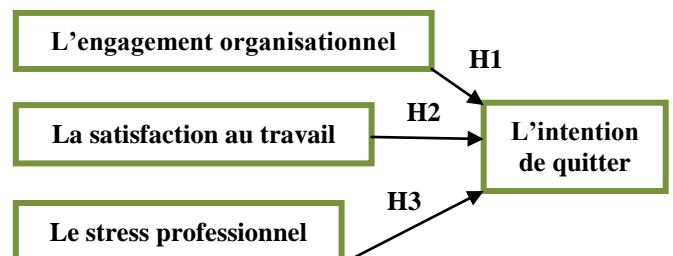 L’engagement organisationnel
H1
La satisfaction au travail
H2
L’intention
de quitter
H3
Le stress professionnel